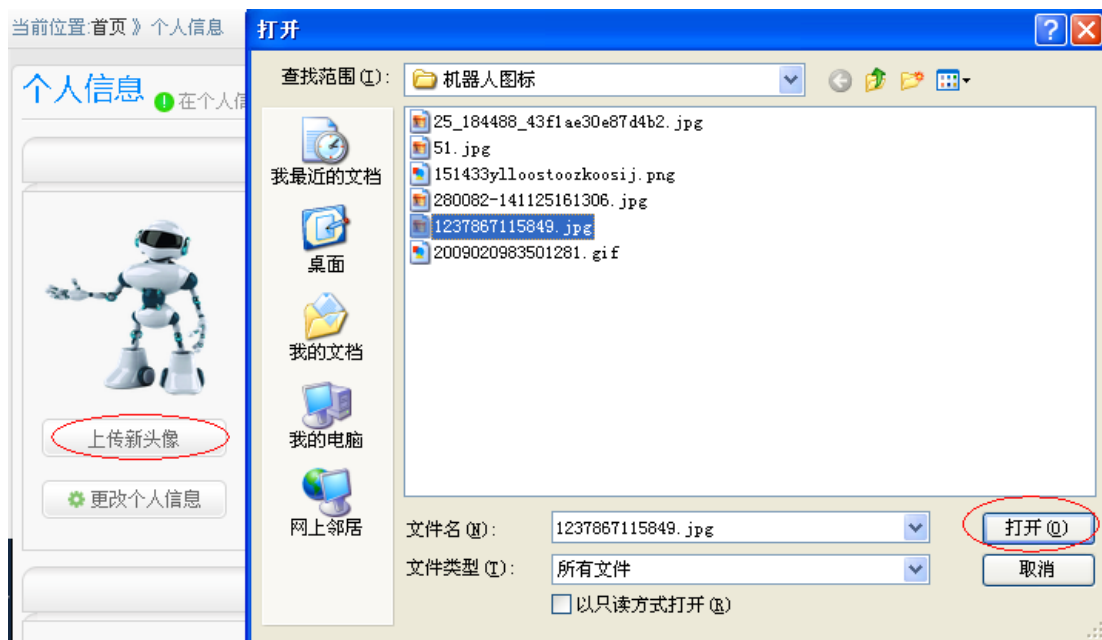 当前位置:首页 》 个人信息
个人信息
在个人信
上传新头像
更改个人信息
打开
查找范围(I):
机器人图标
我最近的文档
桌面
我的文档
我的电脑
网上邻居
25_184488_43f1ae30e87d4b2.jpg
51.jpg
151433ylloostoozkoosij.png
280082-141125161306.jpg
1237867115849.jpg
2009020983501281.gif
文件名(N):
1237867115849.jpg
打开(O)
文件类型(T):
所有文件
取消
以只读方式打开(R)